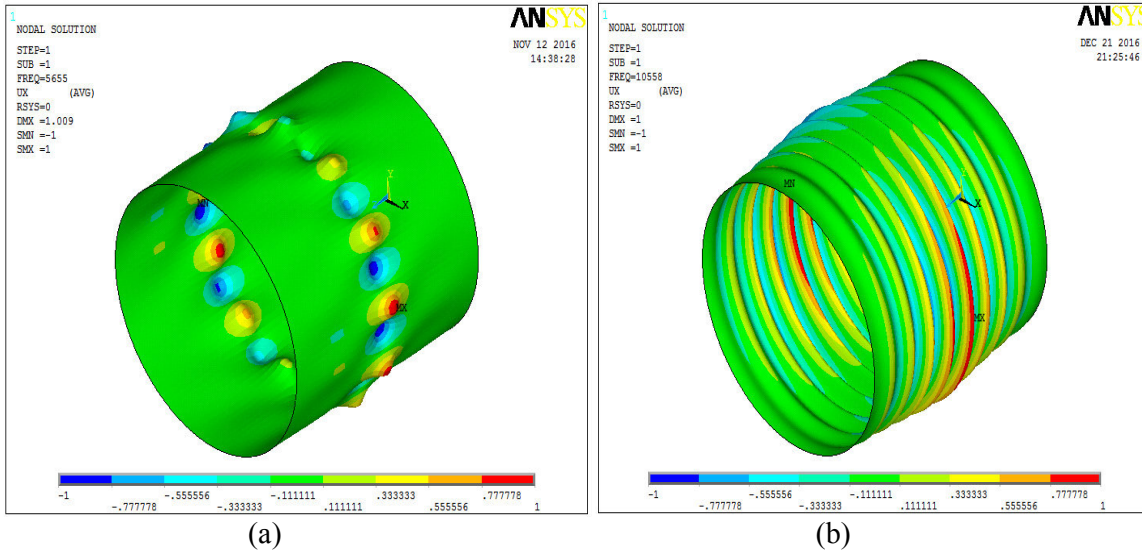 1
NODAL SOLUTION
STEP=1
SUB =1
FREQ=5655
UX (AVG)
RSYS=0
DMX =1.009
SMN =-1
SMX =1
ANSYS
NOV 12 2016
14:38:28
MN
Y
X
MX
-1 -.555556 -.111111 .333333 .777778
-.777778 -.333333 .111111 .555556 1
(a)
1
NODAL SOLUTION
STEP=1
SUB =1
FREQ=10558
UX (AVG)
RSYS=0
DMX =1
SMN =-1
SMX =1
ANSYS
DEC 21 2016
21:25:46
MN
Y
X
MX
-1 -.555556 -.111111 .333333 .777778
-.777778 -.333333 .111111 .555556 1
(b)